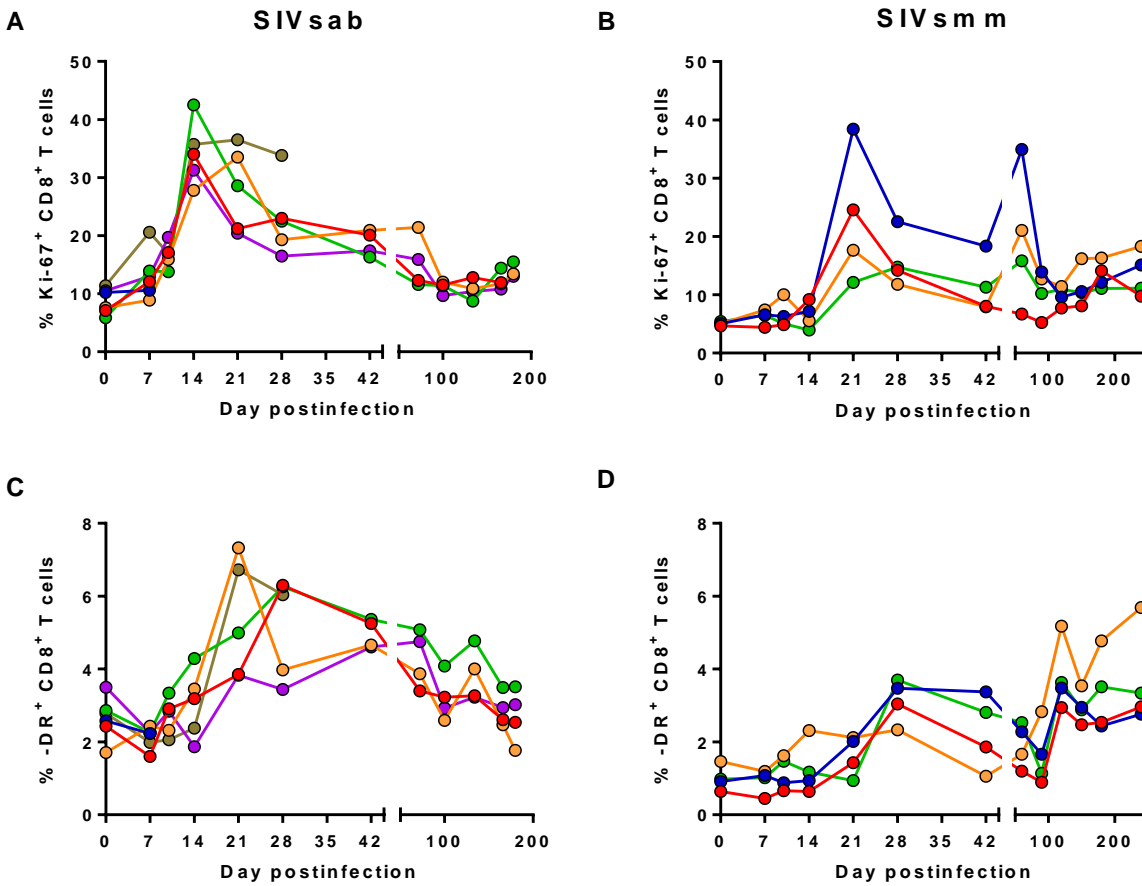 A
SIVsab
B
SIVsmm
% Ki-67+ CD8+ T cells
50
40
30
20
10
0
0 7 14 21 28 35 42 100 200
Day postinfection
% Ki-67+ CD8+ T cells
50
40
30
20
10
0
0 7 14 21 28 35 42 100 200
Day postinfection
C
% -DR+ CD8+ T cells
8
6
4
2
0
0 7 14 21 28 35 42 100 200
Day postinfection
D
% -DR+ CD8+ T cells
8
6
4
2
0
0 7 14 21 28 35 42 100 200
Day postinfection